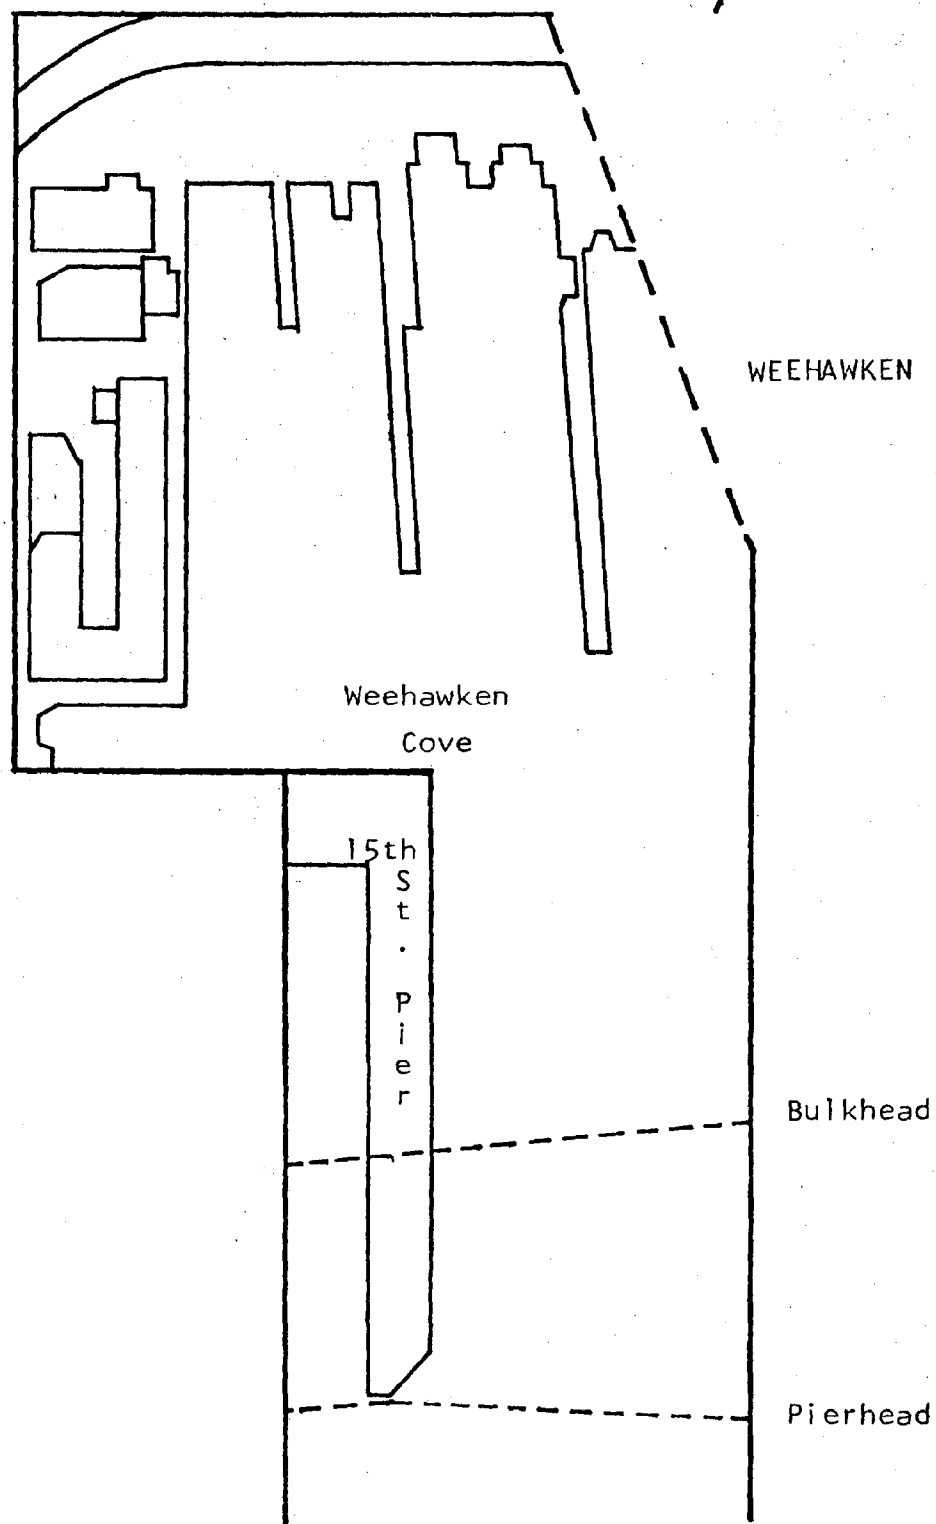 WEEHAWKEN
Weehawken
Cove
15th
St. Pier
Bulkhead
Pierhead